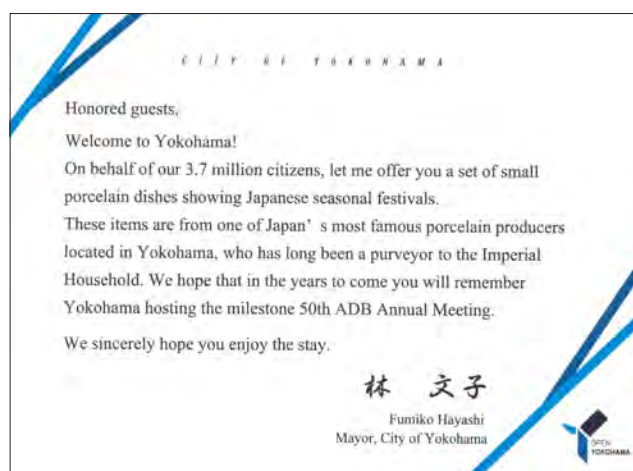 CITY OF YOKOHAMA
Honored guests,
Welcome to Yokohama!
On behalf of our 3.7 million citizens, let me offer you a set of small
porcelain dishes showing Japanese seasonal festivals.
These items are from one of Japan’ s most famous porcelain producers
located in Yokohama, who has long been a purveyor to the Imperial
Household. We hope that in the years to come you will remember
Yokohama hosting the milestone 50th ADB Annual Meeting.
We sincerely hope you enjoy the stay.
林 文子
Fumiko Hayashi
Mayor, City of Yokohama
OPEN
YOKOHAMA